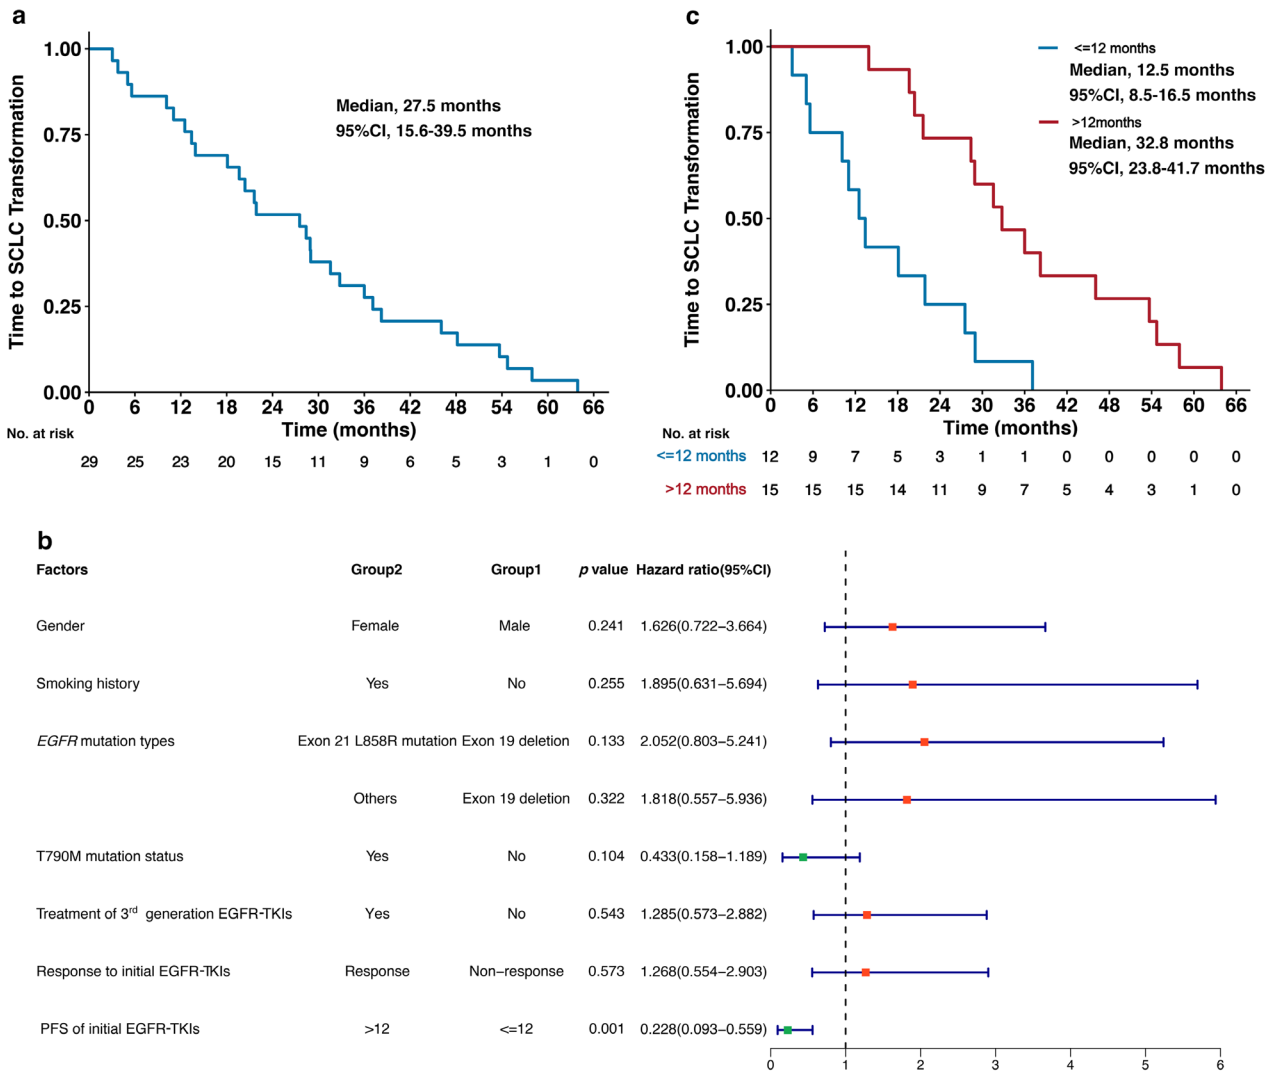 a
Time to SCLC Transformation
1.00
0.75
0.50
0.25
0.00
Median, 27.5 months
95%CI, 15.6-39.5 months
0 6 12 18 24 30 36 42 48 54 60 66
Time (months)
No. at risk
29 25 23 20 15 11 9 6 5 3 1 0
c
Time to SCLC Transformation
1.00
0.75
0.50
0.25
0.00
<=12 months
Median, 12.5 months
95%CI, 8.5-16.5 months
>12months
Median, 32.8 months
95%CI, 23.8-41.7 months
0 6 12 18 24 30 36 42 48 54 60 66
Time (months)
No. at risk
<=12 months 12 9 7 5 3 1 1 0 0 0 0 0
>12 months 15 15 15 14 11 9 7 5 4 3 1 0
b
Factors Group2 Group1 p value Hazard ratio(95%CI)
Gender Female Male 0.241 1.626(0.722–3.664)
Smoking history Yes No 0.255 1.895(0.631–5.694)
EGFR mutation types Exon 21 L858R mutation Exon 19 deletion 0.133 2.052(0.803–5.241)
Others Exon 19 deletion 0.322 1.818(0.557–5.936)
T790M mutation status Yes No 0.104 0.433(0.158–1.189)
Treatment of 3rd generation EGFR-TKIs Yes No 0.543 1.285(0.573–2.882)
Response to initial EGFR-TKIs Response Non–response 0.573 1.268(0.554–2.903)
PFS of initial EGFR-TKIs >12 <=12 0.001 0.228(0.093–0.559)
0 1 2 3 4 5 6